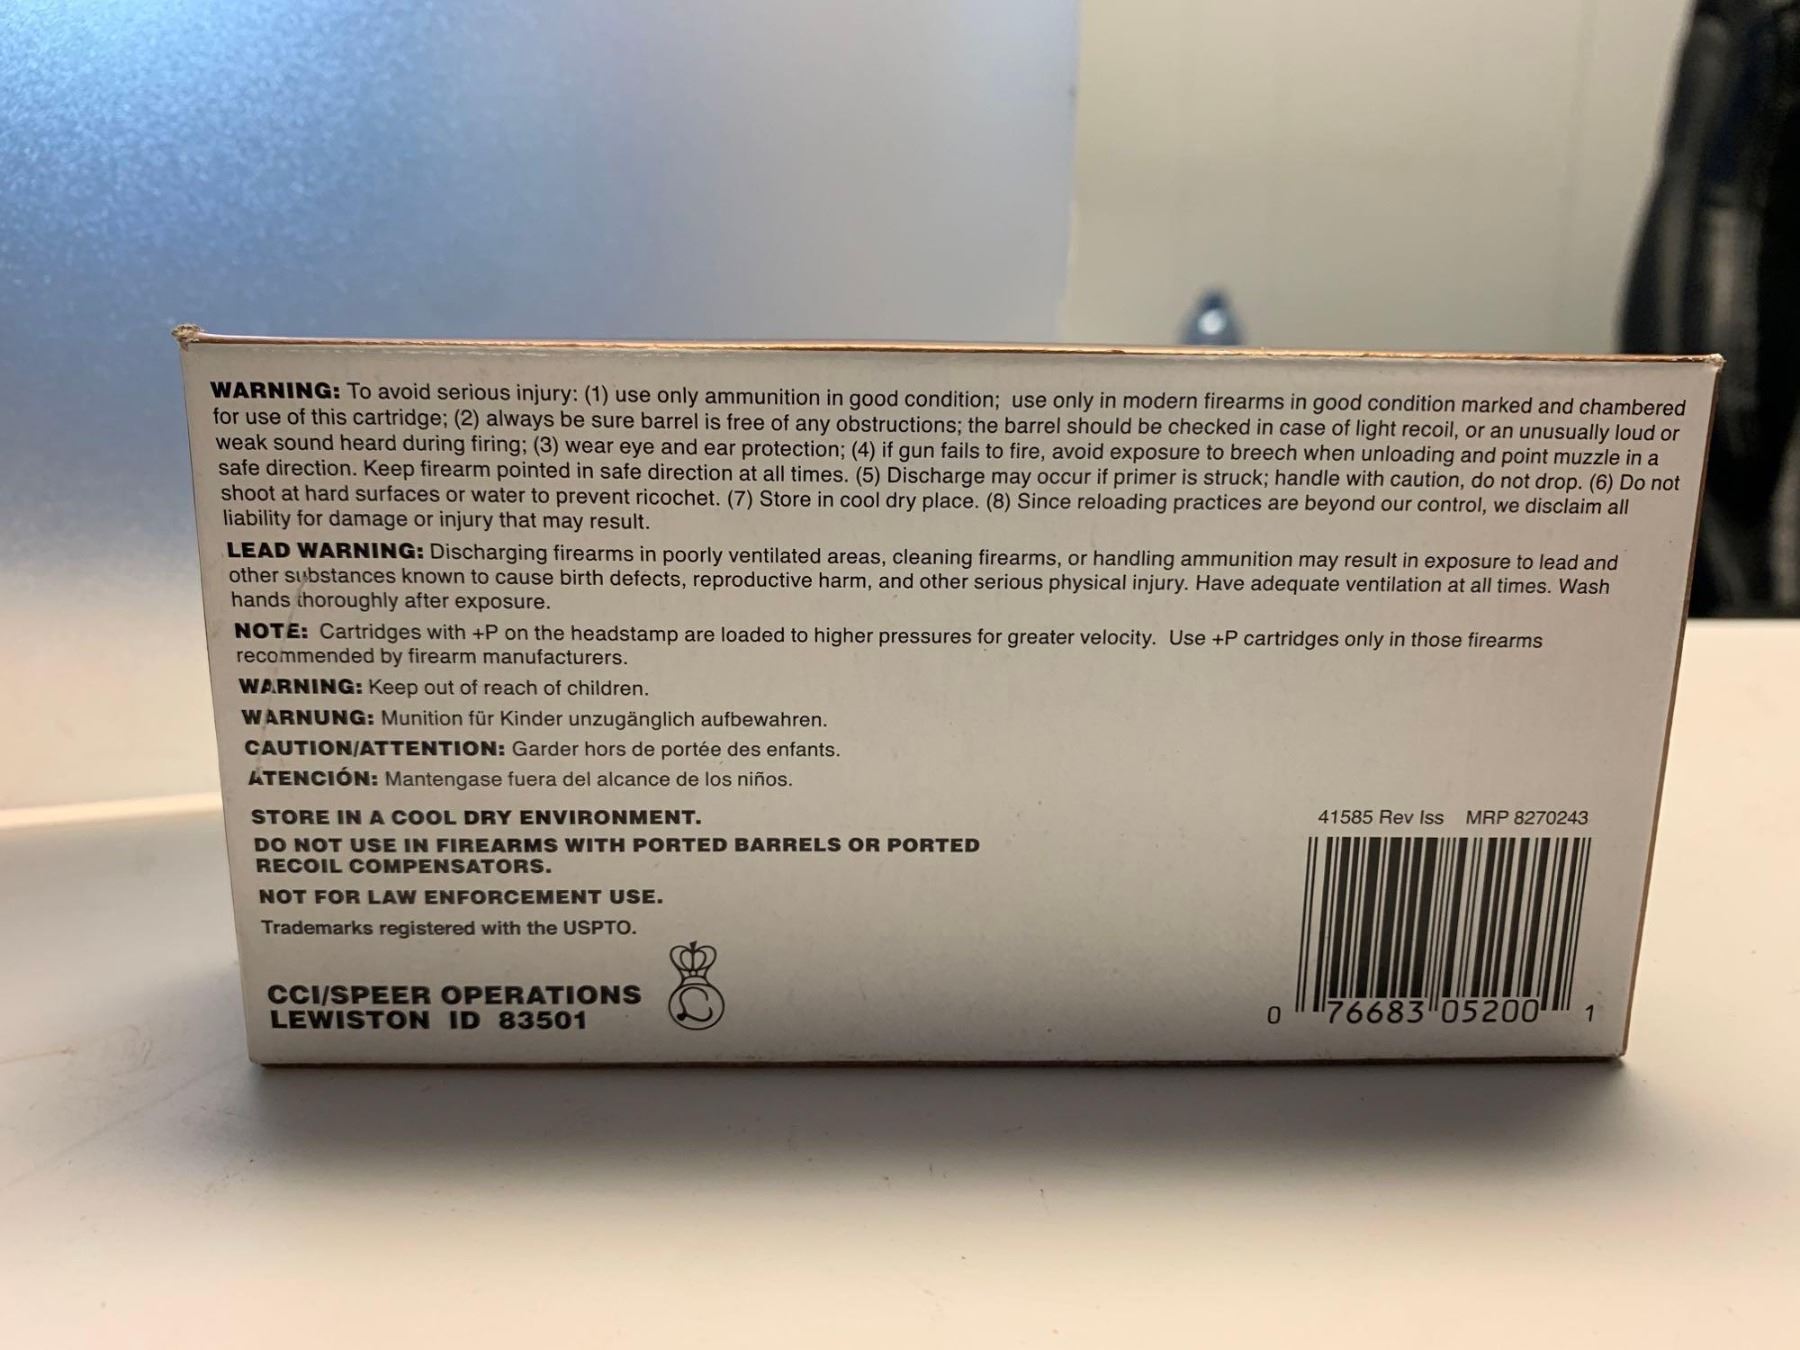 WARNING: To avoid serious injury: (1) use only ammunition in good condition; use only in modern firearms in good condition marked and chambered
for use of this cartridge; (2) always be sure barrel is free of any obstructions; the barrel should be checked in case of light recoil, or an unusually loud or
weak sound heard during firing; (3) wear eye and ear protection; (4) if gun fails to fire, avoid exposure to breech when unloading and point muzzle in a
safe direction. Keep firearm pointed in safe direction at all times. (5) Discharge may occur if primer is struck; handle with caution, do not drop. (6) Do not
shoot at hard surfaces or water to prevent ricochet. (7) Store in cool dry place. (8) Since reloading practices are beyond our control, we disclaim all
liability for damage or injury that may result.
LEAD WARNING: Discharging firearms in poorly ventilated areas, cleaning firearms, or handling ammunition may result in exposure to lead and
other substances known to cause birth defects, reproductive harm, and other serious physical injury. Have adequate ventilation at all times. Wash
hands thoroughly after exposure.
NOTE: Cartridges with +P on the headstamp are loaded to higher pressures for greater velocity. Use +P cartridges only in those firearms
recommended by firearm manufacturers.
WARNING: Keep out of reach of children.
WARNUNG: Munition für Kinder unzugänglich aufbewahren.
CAUTION/ATTENTION: Garder hors de portée des enfants.
ATENCIÓN: Mantengase fuera del alcance de los niños.
STORE IN A COOL DRY ENVIRONMENT.
DO NOT USE IN FIREARMS WITH PORTED BARRELS OR PORTED
RECOIL COMPENSATORS.
NOT FOR LAW ENFORCEMENT USE.
Trademarks registered with the USPTO.
CCI/SPEER OPERATIONS
LEWISTON ID 83501
C
41585 Rev Iss MRP 8270243
0 76683 05200 1